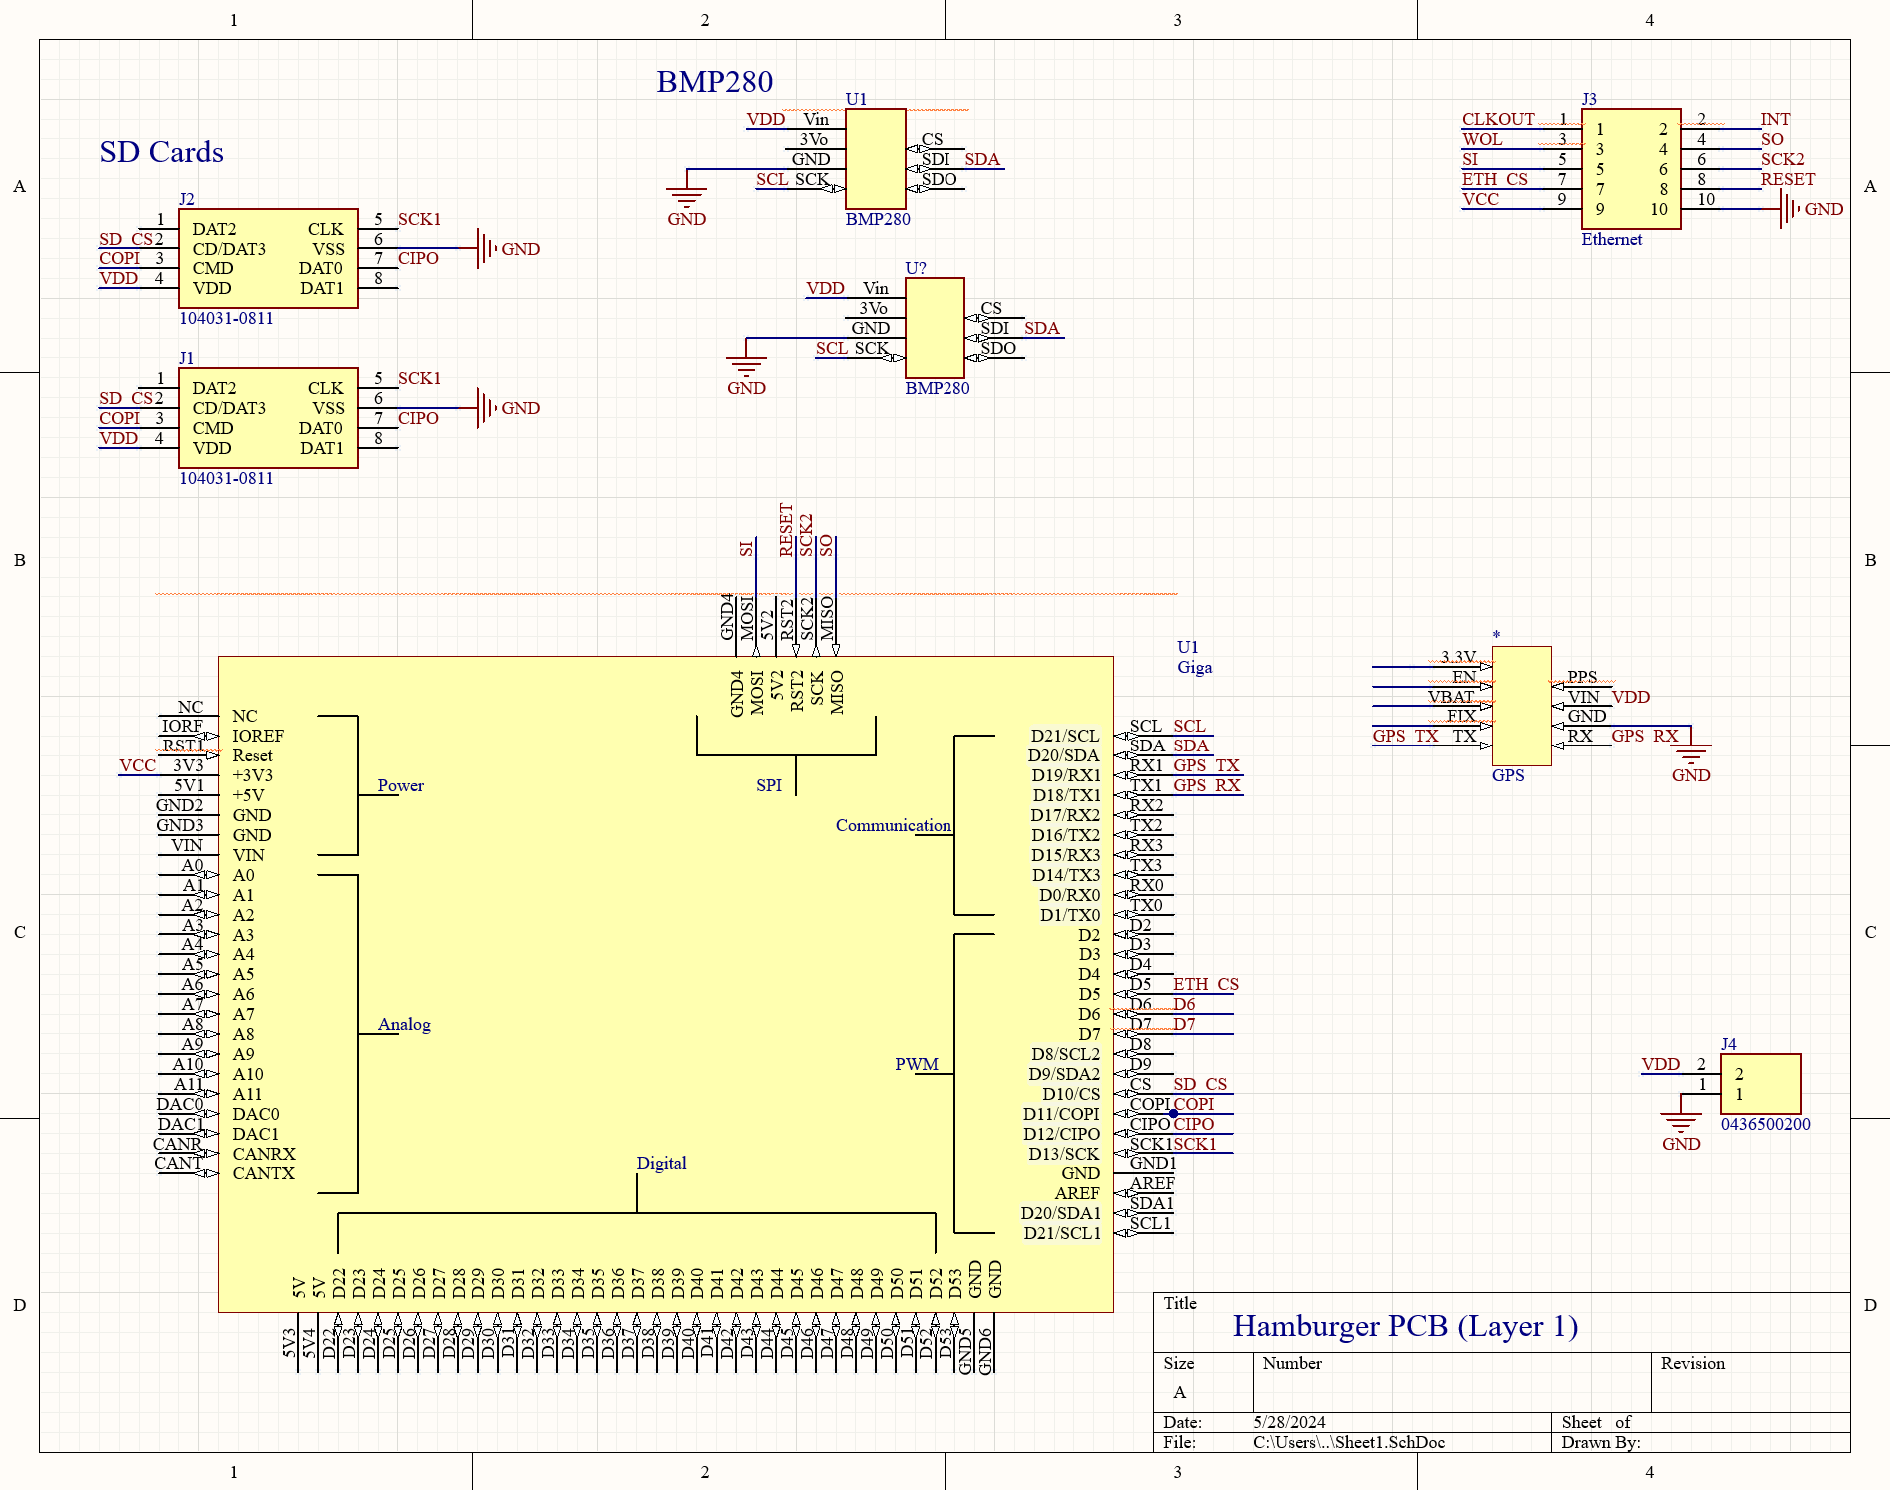 1 2 3 4
A
B
C
D
A
B
C
D
SD Cards
J2
1 DAT2 CLK 5 SCK1
SD_CS 2 CD/DAT3 VSS 6 GND
COPI 3 CMD DAT0 7 CIPO
VDD 4 VDD DAT1 8
104031-0811
J1
1 DAT2 CLK 5 SCK1
SD_CS 2 CD/DAT3 VSS 6 GND
COPI 3 CMD DAT0 7 CIPO
VDD 4 VDD DAT1 8
104031-0811
BMP280
U1
VDD Vin
3Vo CS
GND SDI SDA
SCL SCK SDO
GND
BMP280
U?
VDD Vin
3Vo CS
GND SDI SDA
SCL SCK SDO
GND
BMP280
J3
CLKOUT 1 1 2 2 INT
WOL 3 3 4 4 SO
SI 5 5 6 6 SCK2
ETH_CS 7 7 8 8 RESET
VCC 9 9 10 10 GND
Ethernet
SI RESET SCK2 SO
GND4 MOSI 5V2 RST2 SCK2 MISO
GND4 MOSI 5V2 RST2 SCK MISO
SPI
U1
Giga
NC NC
IORF IOREF
RST1 Reset
VCC 3V3 +3V3
5V1 +5V
GND2 GND
GND3 GND
VIN VIN
Power
A0 A0
A1 A1
A2 A2
A3 A3
A4 A4
A5 A5
A6 A6
A7 A7
A8 A8
A9 A9
A10 A10
A11 A11
DAC0 DAC0
DAC1 DAC1
CANR CANRX
CANT CANTX
Analog
Communication
D21/SCL SCL SCL
D20/SDA SDA SDA
D19/RX1 RX1 GPS_TX
D18/TX1 TX1 GPS_RX
D17/RX2 RX2
D16/TX2 TX2
D15/RX3 RX3
D14/TX3 TX3
D0/RX0 RX0
D1/TX0 TX0
PWM
D2 D2
D3 D3
D4 D4
D5 D5 ETH_CS
D6 D6 D6
D7 D7 D7
D8/SCL2 D8
D9/SDA2 D9
D10/CS CS SD_CS
D11/COPI COPI COPI
D12/CIPO CIPO CIPO
D13/SCK SCK1 SCK1
GND GND1
AREF AREF
D20/SDA1 SDA1
D21/SCL1 SCL1
Digital
5V 5V D22 D23 D24 D25 D26 D27 D28 D29 D30 D31 D32 D33 D34 D35 D36 D37 D38 D39 D40 D41 D42 D43 D44 D45 D46 D47 D48 D49 D50 D51 D52 D53 GND GND
5V3 5V4 D22 D23 D24 D25 D26 D27 D28 D29 D30 D31 D32 D33 D34 D35 D36 D37 D38 D39 D40 D41 D42 D43 D44 D45 D46 D47 D48 D49 D50 D51 D52 D53 GND5 GND6
*
3.3V
EN PPS
VBAT VIN VDD
FIX GND
GPS_TX TX RX GPS_RX
GPS GND
J4
VDD 2 2
1 1
GND 0436500200
Title
Hamburger PCB (Layer 1)
Size Number Revision
A
Date: 5/28/2024 Sheet of
File: C:\Users\..\Sheet1.SchDoc Drawn By:
1 2 3 4